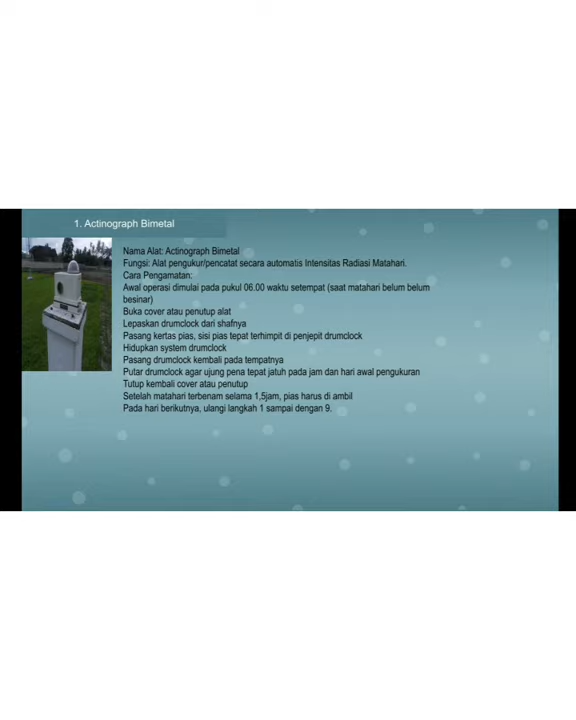 1. Actinograph Bimetal
Nama Alat: Actinograph Bimetal
Fungsi: Alat pengukur/pencatat secara automatis Intensitas Radiasi Matahari.
Cara Pengamatan:
Awal operasi dimulai pada pukul 06.00 waktu setempat (saat matahari belum belum
besinar)
Buka cover atau penutup alat
Lepaskan drumclock dari shafnya
Pasang kertas pias, sisi pias tepat terhimpit di penjepit drumclock
Hidupkan system drumclock
Pasang drumclock kembali pada tempatnya
Putar drumclock agar ujung pena tepat jatuh pada jam dan hari awal pengukuran
Tutup kembali cover atau penutup
Setelah matahari terbenam selama 1,5jam, pias harus di ambil
Pada hari berikutnya, ulangi langkah 1 sampai dengan 9.